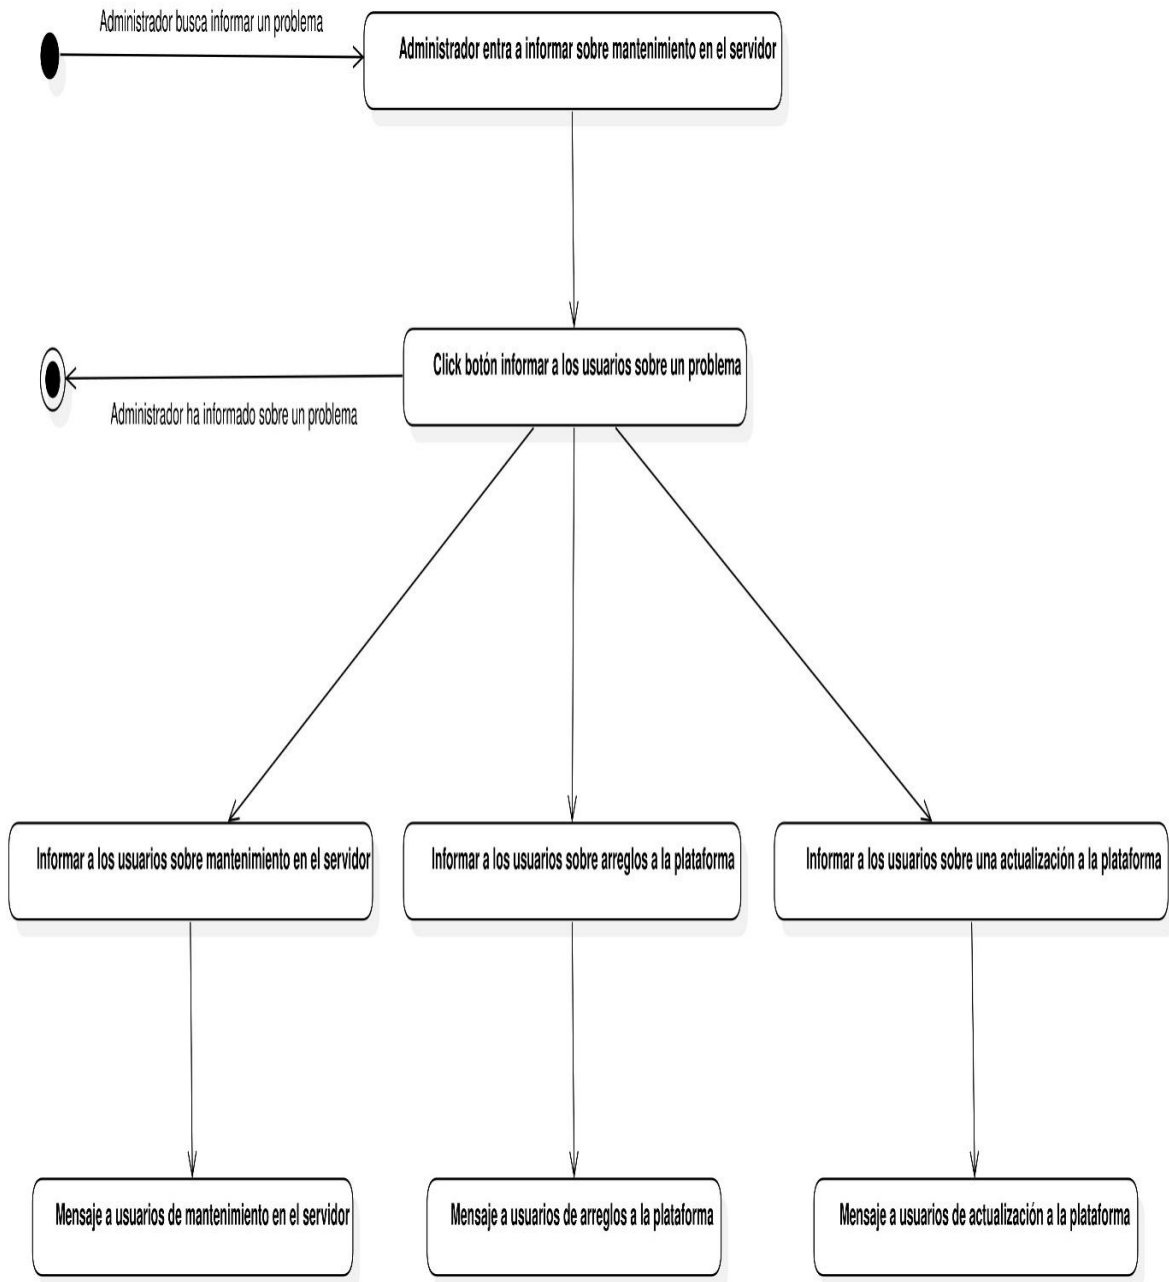 Administrador busca informar un problema
Administrador entra a informar sobre mantenimiento en el servidor
Click botón informar a los usuarios sobre un problema
Administrador ha informado sobre un problema
Informar a los usuarios sobre mantenimiento en el servidor
Informar a los usuarios sobre arreglos a la plataforma
Informar a los usuarios sobre una actualización a la plataforma
Mensaje a usuarios de mantenimiento en el servidor
Mensaje a usuarios de arreglos a la plataforma
Mensaje a usuarios de actualización a la plataforma